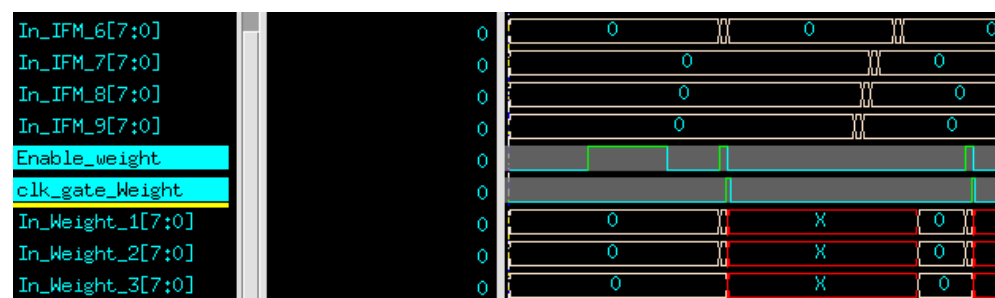 In_IFM_6[7:0] 0 0 0 0
In_IFM_7[7:0] 0 0 0
In_IFM_8[7:0] 0 0 0
In_IFM_9[7:0] 0 0 0
Enable_weight 0
clk_gate_Weight 0
In_Weight_1[7:0] 0 0 X 0
In_Weight_2[7:0] 0 0 X 0
In_Weight_3[7:0] 0 0 X 0